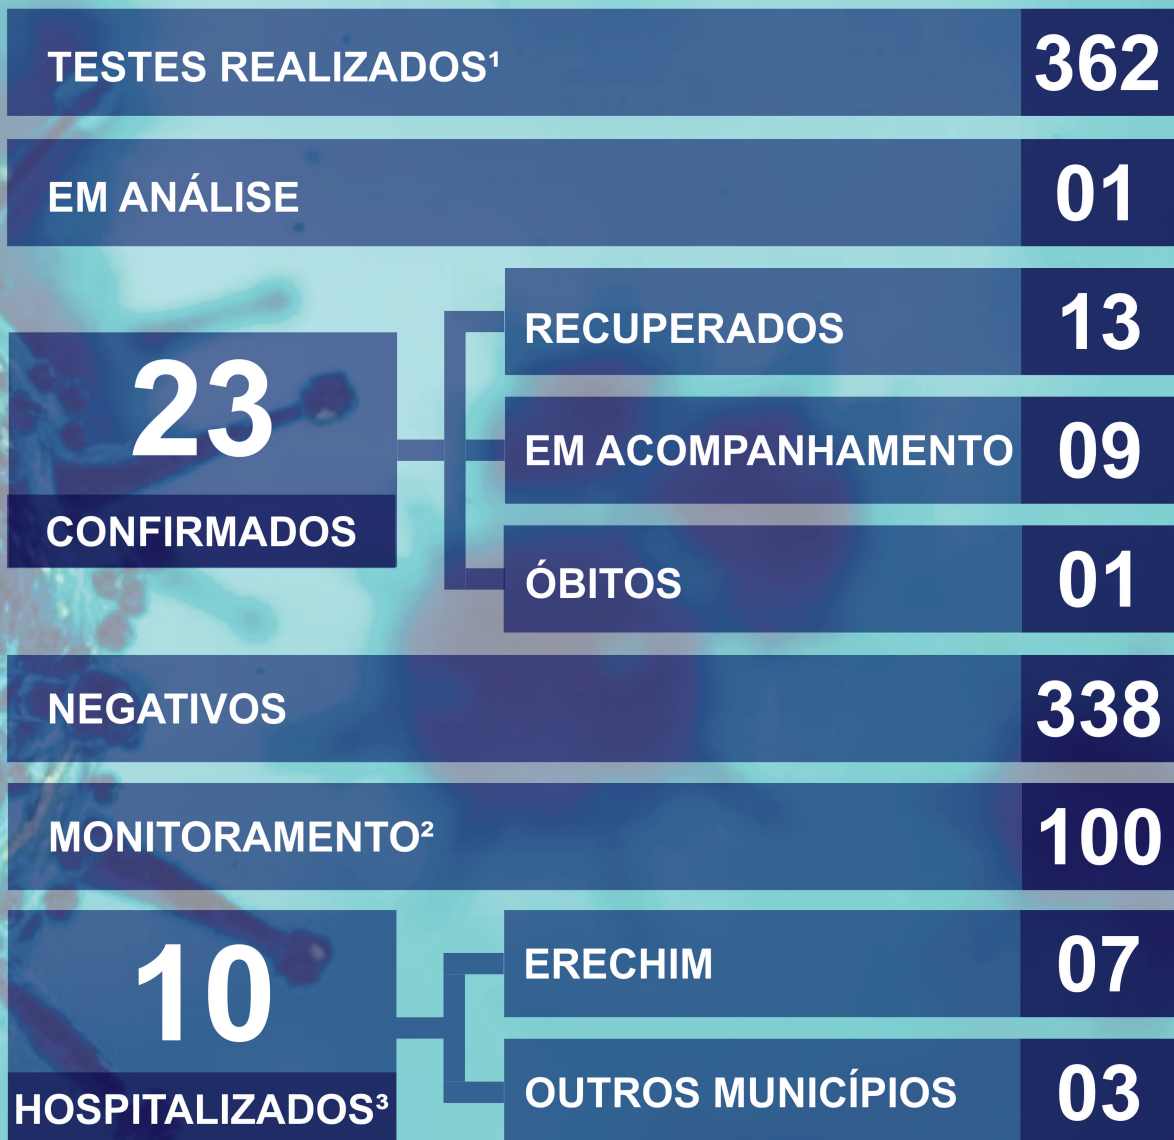 TESTES REALIZADOS¹ 362
EM ANÁLISE 01
23
CONFIRMADOS
RECUPERADOS 13
EM ACOMPANHAMENTO 09
ÓBITOS 01
NEGATIVOS 338
MONITORAMENTO² 100
10
HOSPITALIZADOS³
ERECHIM 07
OUTROS MUNICÍPIOS 03